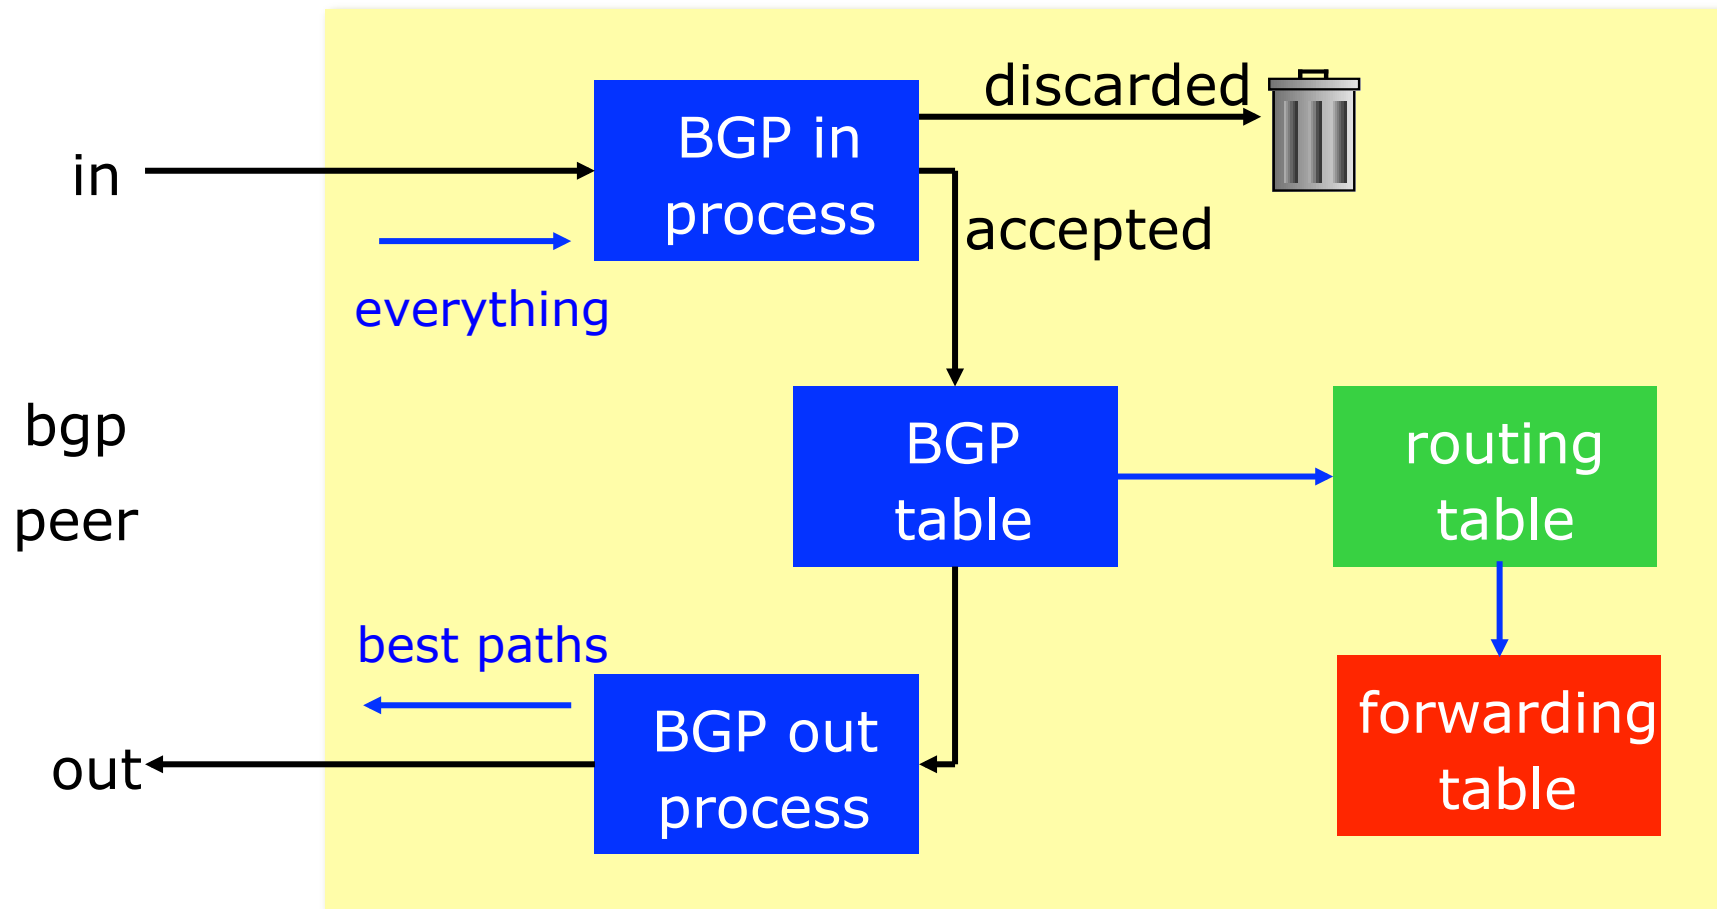 discarded
BGP in
process
in
accepted
everything
bgp
peer
BGP
table
routing
table
best paths
BGP out
process
out
forwarding
table